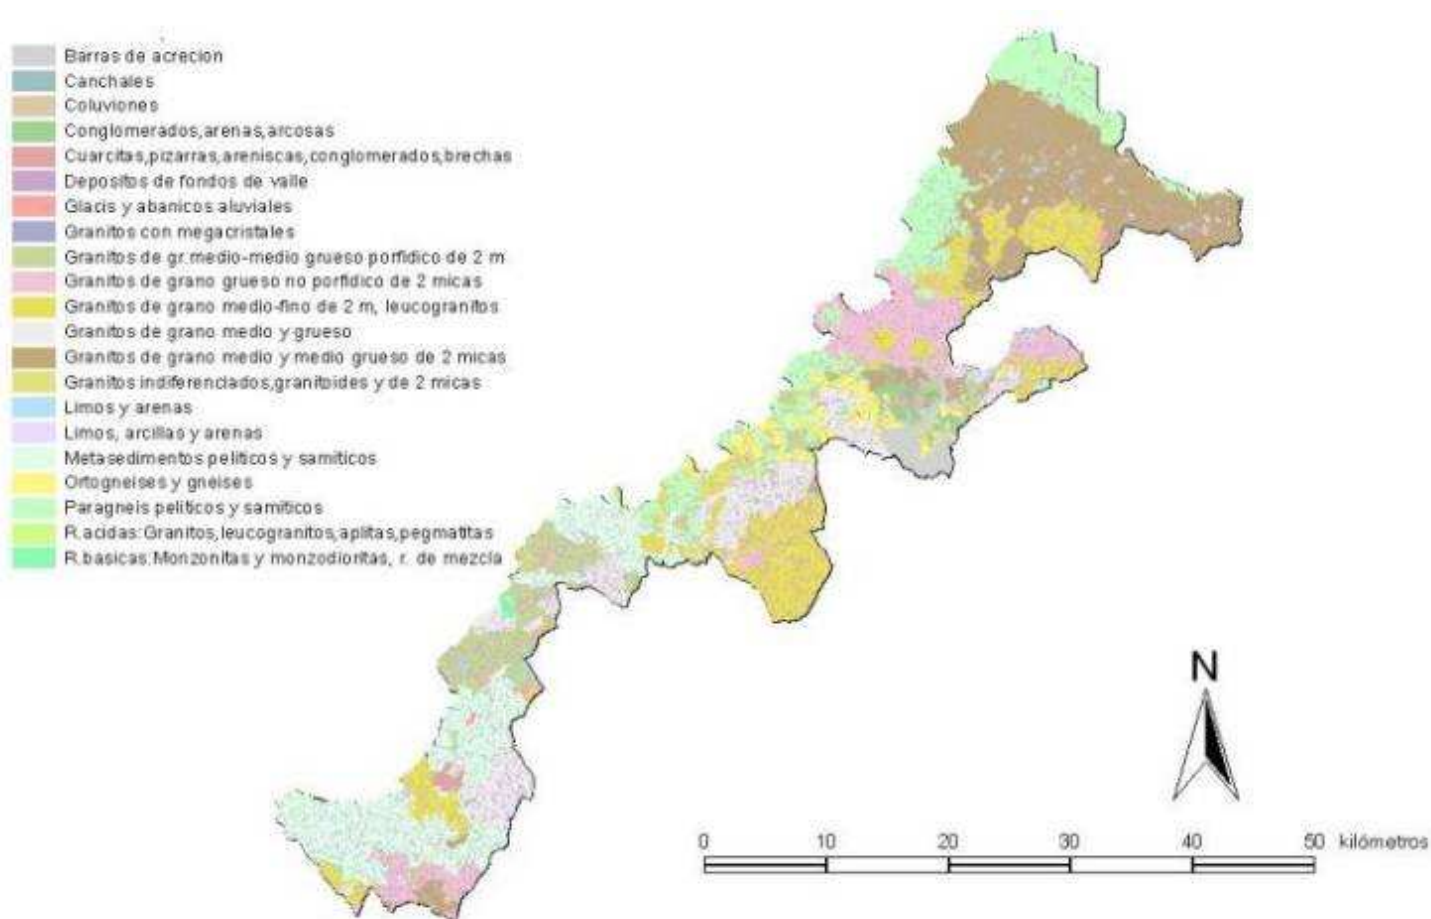 Barras de acrecion
Canchales
Coluviones
Conglomerados,arenas,arcosas
Cuarcitas,pizarras,areniscas,conglomerados,brechas
Depositos de fondos de valle
Glacis y abanicos aluviales
Granitos con megacristales
Granitos de gr.medio-medio grueso porfidico de 2 m
Granitos de grano grueso no porfidico de 2 micas
Granitos de grano medio-fino de 2 m, leucogranitos
Granitos de grano medio y grueso
Granitos de grano medio y medio grueso de 2 micas
Granitos indiferenciados,granitoides y de 2 micas
Limos y arenas
Limos, arcillas y arenas
Metasedimentos peliticos y samiticos
Ortogneises y gneises
Paragneis peliticos y samiticos
R.acidas:Granitos,leucogranitos,aplitas,pegmatitas
R.basicas:Monzonitas y monzodioritas, r. de mezcla
N
0 10 20 30 40 50 kilómetros